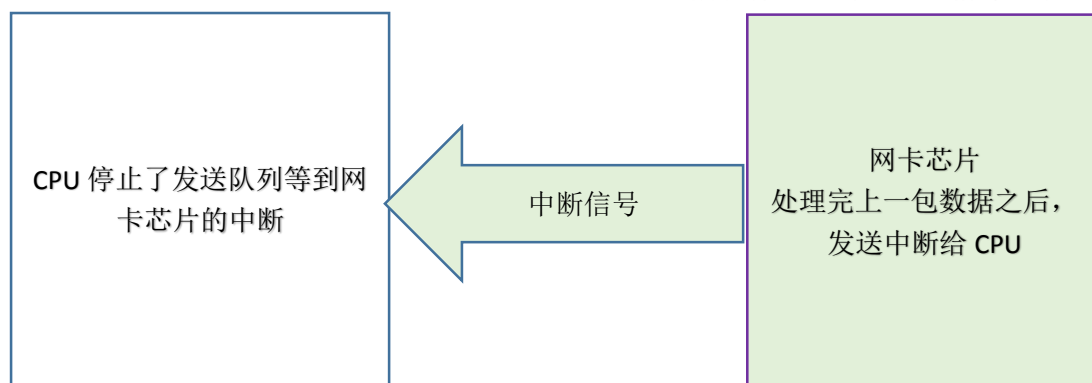 CPU 停止了发送队列等到网
卡芯片的中断
中断信号
网卡芯片
处理完上一包数据之后，
发送中断给 CPU